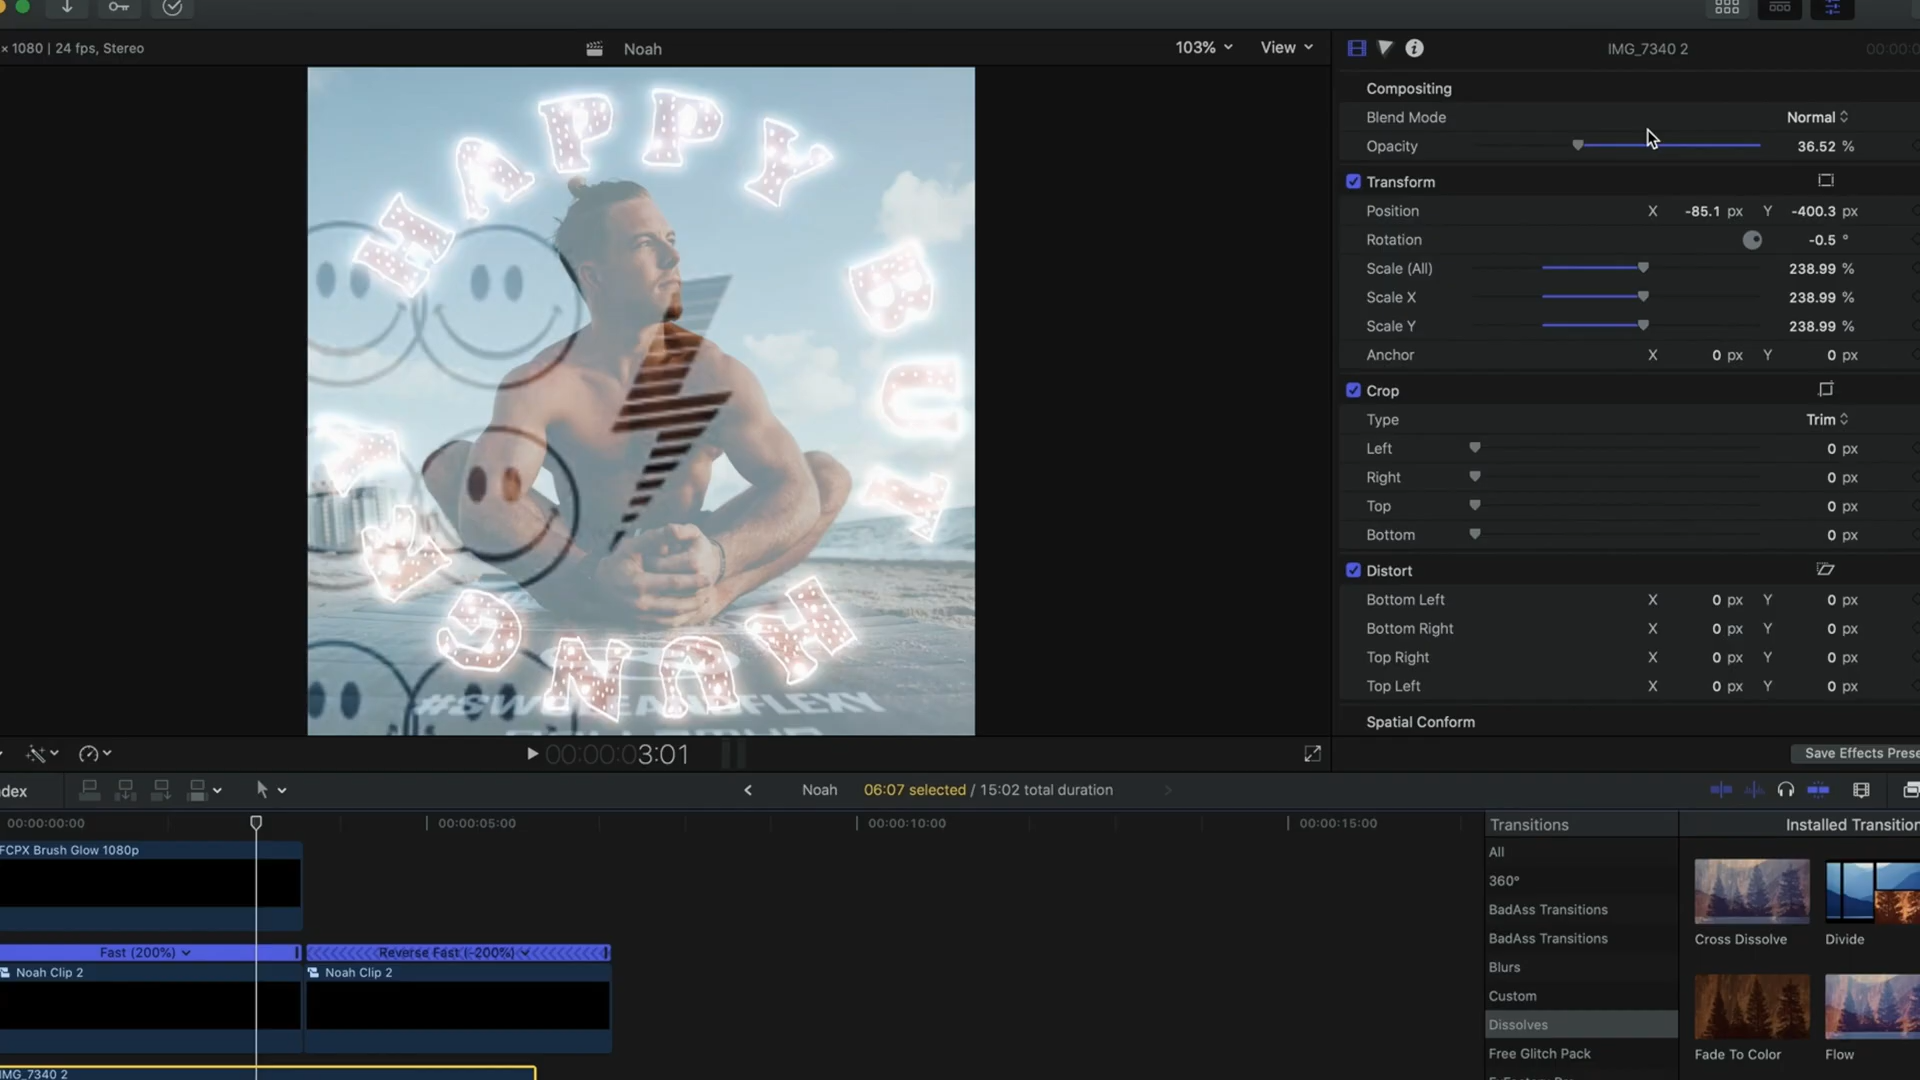 × 1080 | 24 fps, Stereo
Noah
103%
View
IMG_7340 2
Compositing
Blend Mode
Normal
Opacity
36.52 %
Transform
Position
X -85.1 px Y -400.3 px
Rotation
-0.5 °
Scale (All)
238.99 %
Scale X
238.99 %
Scale Y
238.99 %
Anchor
X 0 px Y 0 px
Crop
Type
Trim
Left
0 px
Right
0 px
Top
0 px
Bottom
0 px
Distort
Bottom Left
X 0 px Y 0 px
Bottom Right
X 0 px Y 0 px
Top Right
X 0 px Y 0 px
Top Left
X 0 px Y 0 px
Spatial Conform
Save Effects Prese
HAPPY
BUT
HUNGRY
00:00:03:01
ndex
Noah
06:07 selected / 15:02 total duration
00:00:00:00
00:00:05:00
00:00:10:00
00:00:15:00
FCPX Brush Glow 1080p
Fast (200%)
Reverse Fast (-200%)
Noah Clip 2
Noah Clip 2
IMG_7340 2
Transitions
All
360°
BadAss Transitions
BadAss Transitions
Blurs
Custom
Dissolves
Free Glitch Pack
Installed Transition
Cross Dissolve
Divide
Fade To Color
Flow